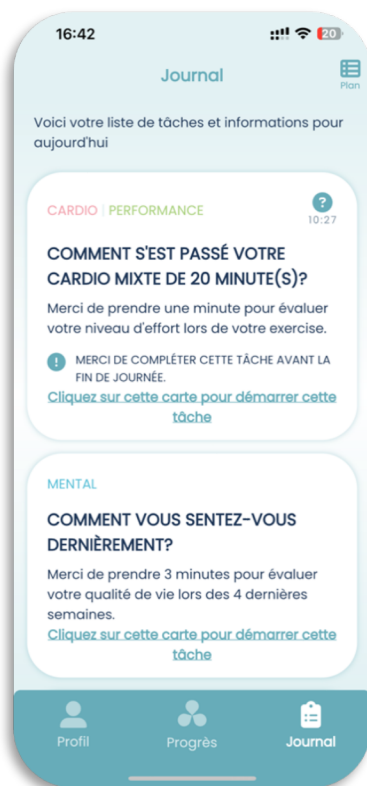 16:42
20
Journal
Plan
Voici votre liste de tâches et informations pour
aujourd'hui
CARDIO | PERFORMANCE
?
10:27
COMMENT S'EST PASSÉ VOTRE
CARDIO MIXTE DE 20 MINUTE(S)?
Merci de prendre une minute pour évaluer
votre niveau d'effort lors de votre exercise.
! MERCI DE COMPLÉTER CETTE TÂCHE AVANT LA
FIN DE JOURNÉE.
Cliquez sur cette carte pour démarrer cette
tâche
MENTAL
COMMENT VOUS SENTEZ-VOUS
DERNIÈREMENT?
Merci de prendre 3 minutes pour évaluer
votre qualité de vie lors des 4 dernières
semaines.
Cliquez sur cette carte pour démarrer cette
tâche
Profil
Progrès
Journal